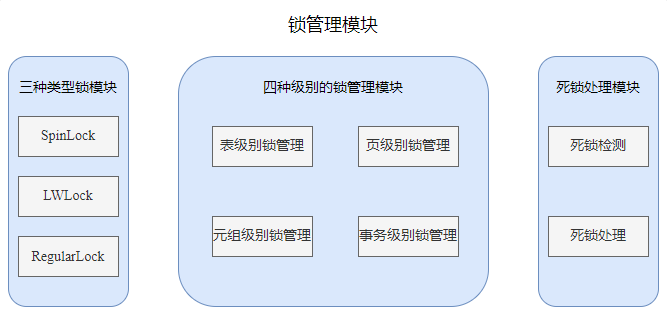 锁管理模块
三种类型锁模块
SpinLock
LWLock
RegularLock
四种级别的锁管理模块
表级别锁管理
页级别锁管理
元组级别锁管理
事务级别锁管理
死锁处理模块
死锁检测
死锁处理